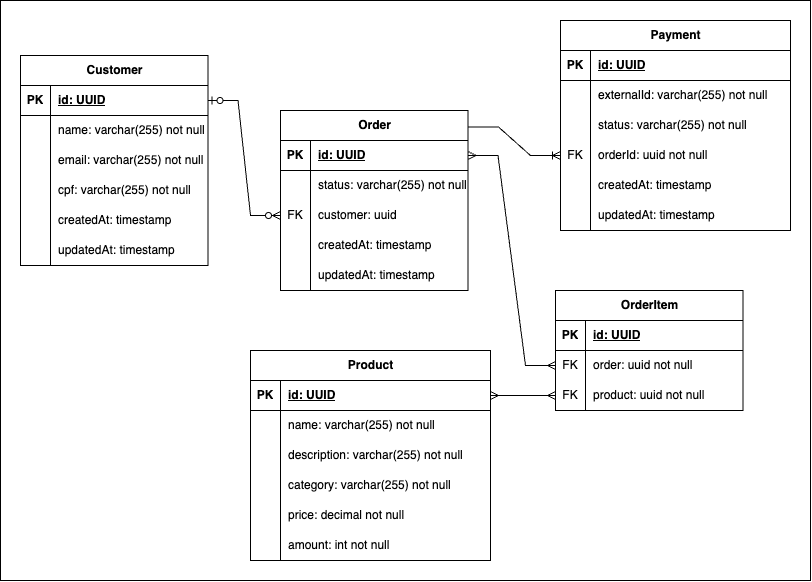 Customer
PK id: UUID
name: varchar(255) not null
email: varchar(255) not null
cpf: varchar(255) not null
createdAt: timestamp
updatedAt: timestamp
Order
PK id: UUID
status: varchar(255) not null
FK customer: uuid
createdAt: timestamp
updatedAt: timestamp
Payment
PK id: UUID
externalId: varchar(255) not null
status: varchar(255) not null
FK orderId: uuid not null
createdAt: timestamp
updatedAt: timestamp
OrderItem
PK id: UUID
FK order: uuid not null
FK product: uuid not null
Product
PK id: UUID
name: varchar(255) not null
description: varchar(255) not null
category: varchar(255) not null
price: decimal not null
amount: int not null